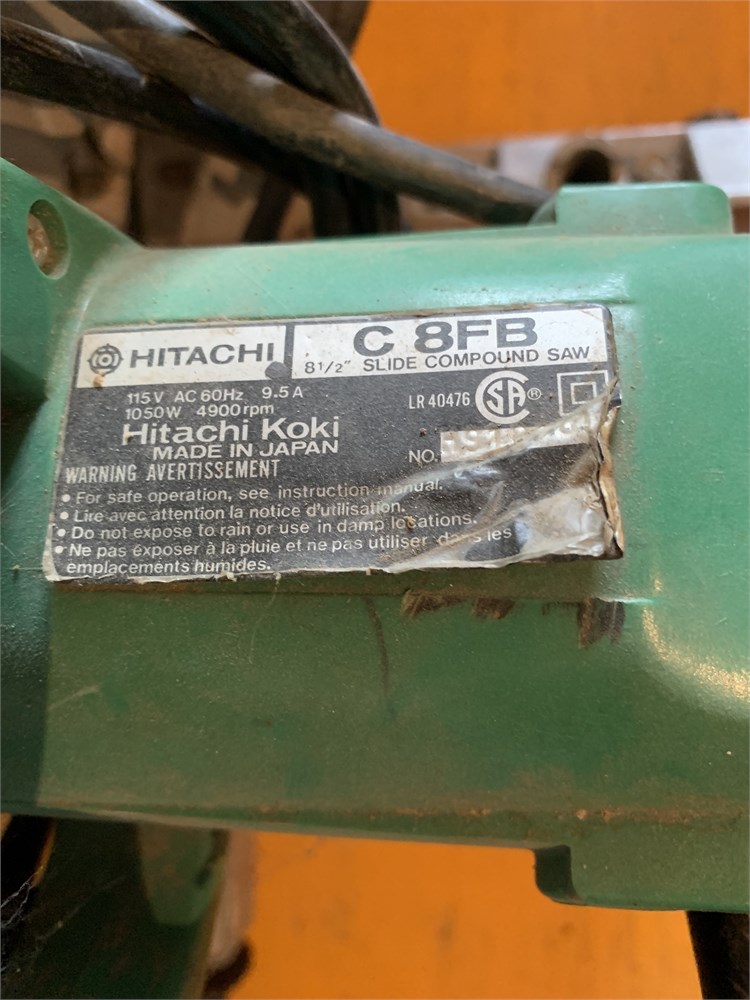 HITACHI
C 8FB
8 1/2" SLIDE COMPOUND SAW
115V AC 60Hz 9.5A
1050W 4900rpm
Hitachi Koki
MADE IN JAPAN
LR 40476 SA®
NO.
WARNING AVERTISSEMENT
• For safe operation, see instruction manual.
• Lire avec attention la notice d'utilisation.
• Do not expose to rain or use in damp locations.
• Ne pas exposer à la pluie et ne pas utiliser dans les
emplacements humides.